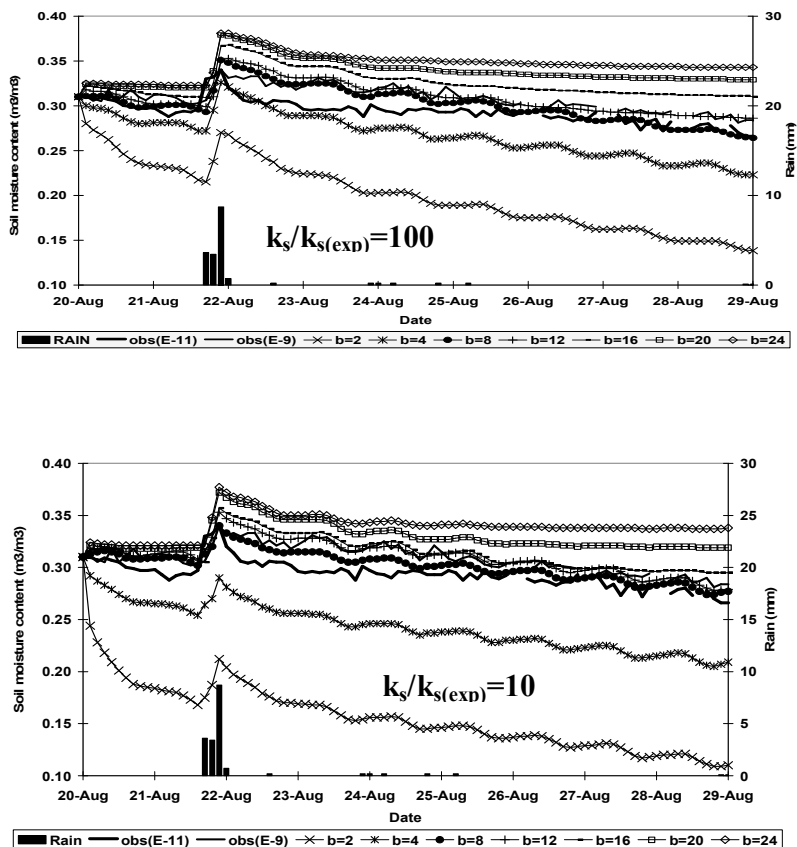 0.40
0.35
0.30
0.25
0.20
0.15
0.10
Soil moisture content (m3/m3)
30
20
10
0
Rain (mm)
kₛ/kₛ(exp)=100
20-Aug 21-Aug 22-Aug 23-Aug 24-Aug 25-Aug 26-Aug 27-Aug 28-Aug 29-Aug
Date
RAIN obs(E-11) obs(E-9) b=2 b=4 b=8 b=12 b=16 b=20 b=24
0.40
0.35
0.30
0.25
0.20
0.15
0.10
Soil moisture content (m3/m3)
30
25
20
15
10
5
0
Rain (mm)
kₛ/kₛ(exp)=10
20-Aug 21-Aug 22-Aug 23-Aug 24-Aug 25-Aug 26-Aug 27-Aug 28-Aug 29-Aug
Date
Rain obs(E-11) obs(E-9) b=2 b=4 b=8 b=12 b=16 b=20 b=24